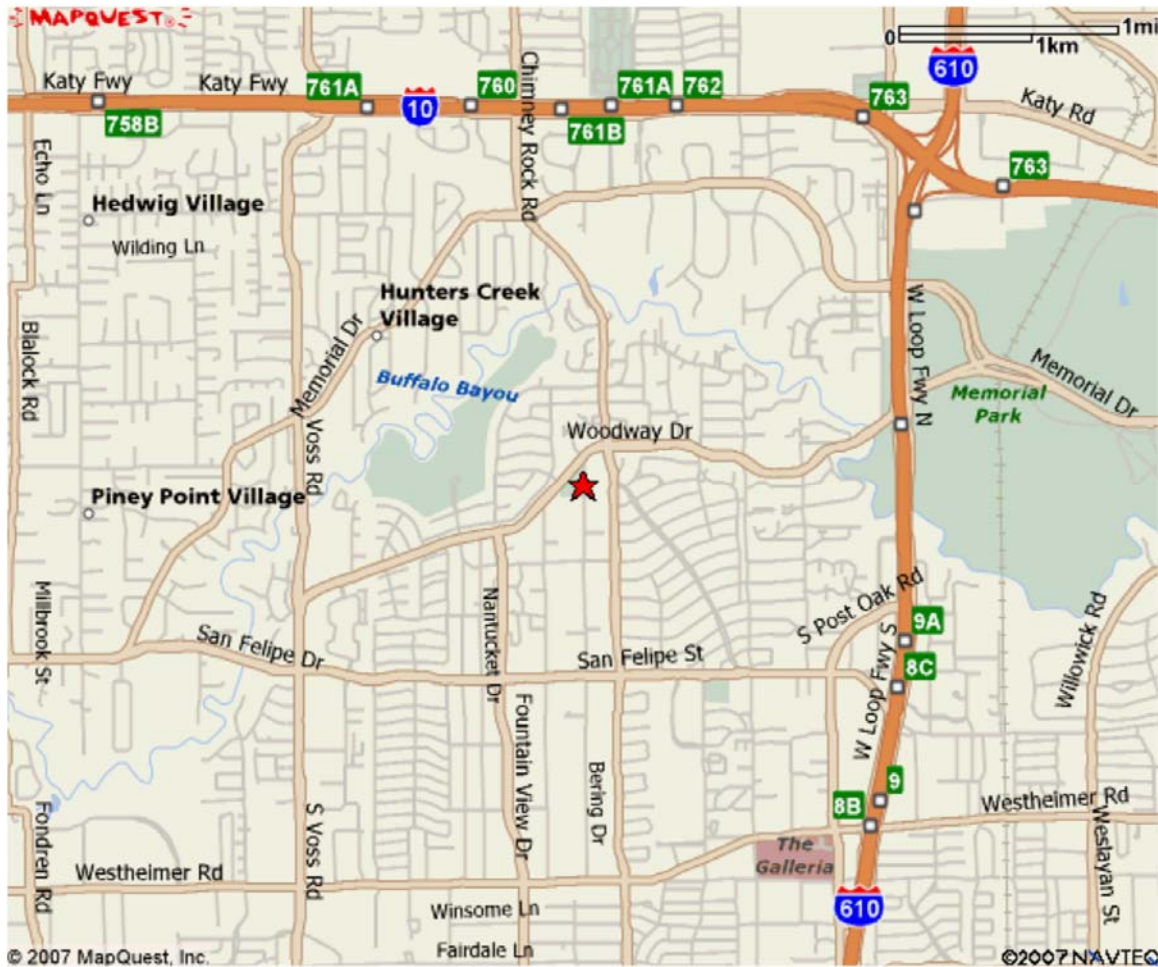 MAPQUEST
0
1mi
1km
610
Katy Fwy
Katy Fwy
761A
10
760
761A
762
763
Katy Rd
758B
761B
763
Chimney Rock Rd
Echo Ln
Hedwig Village
Wilding Ln
Hunters Creek
Village
Blalock Rd
Memorial Dr
Buffalo Bayou
W Loop Fwy N
Memorial
Park
Memorial Dr
S Voss Rd
Woodway Dr
Piney Point Village
Millbrook St
San Felipe Dr
Nantucket Dr
San Felipe St
S Post Oak Rd
9A
8C
Willowick Rd
W Loop Fwy S
Fountain View Dr
Bering Dr
9
8B
Westheimer Rd
Fondren Rd
S Voss Rd
The
Galleria
Weslayan St
Westheimer Rd
Winsome Ln
610
Fairdale Ln
© 2007 MapQuest, Inc.
©2007 NAVTEQ